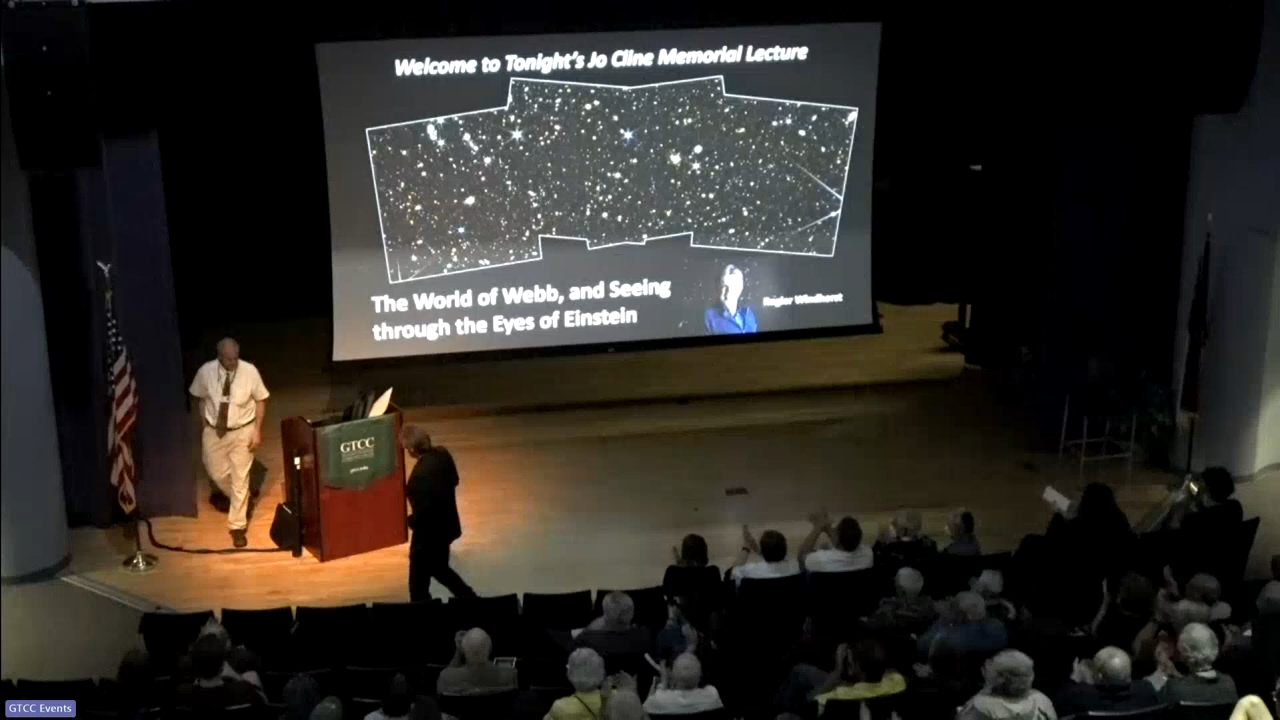 Welcome to Tonight's Jo Cline Memorial Lecture
The World of Webb, and Seeing
through the Eyes of Einstein
Rogier Windhorst
GTCC
GTCC Events